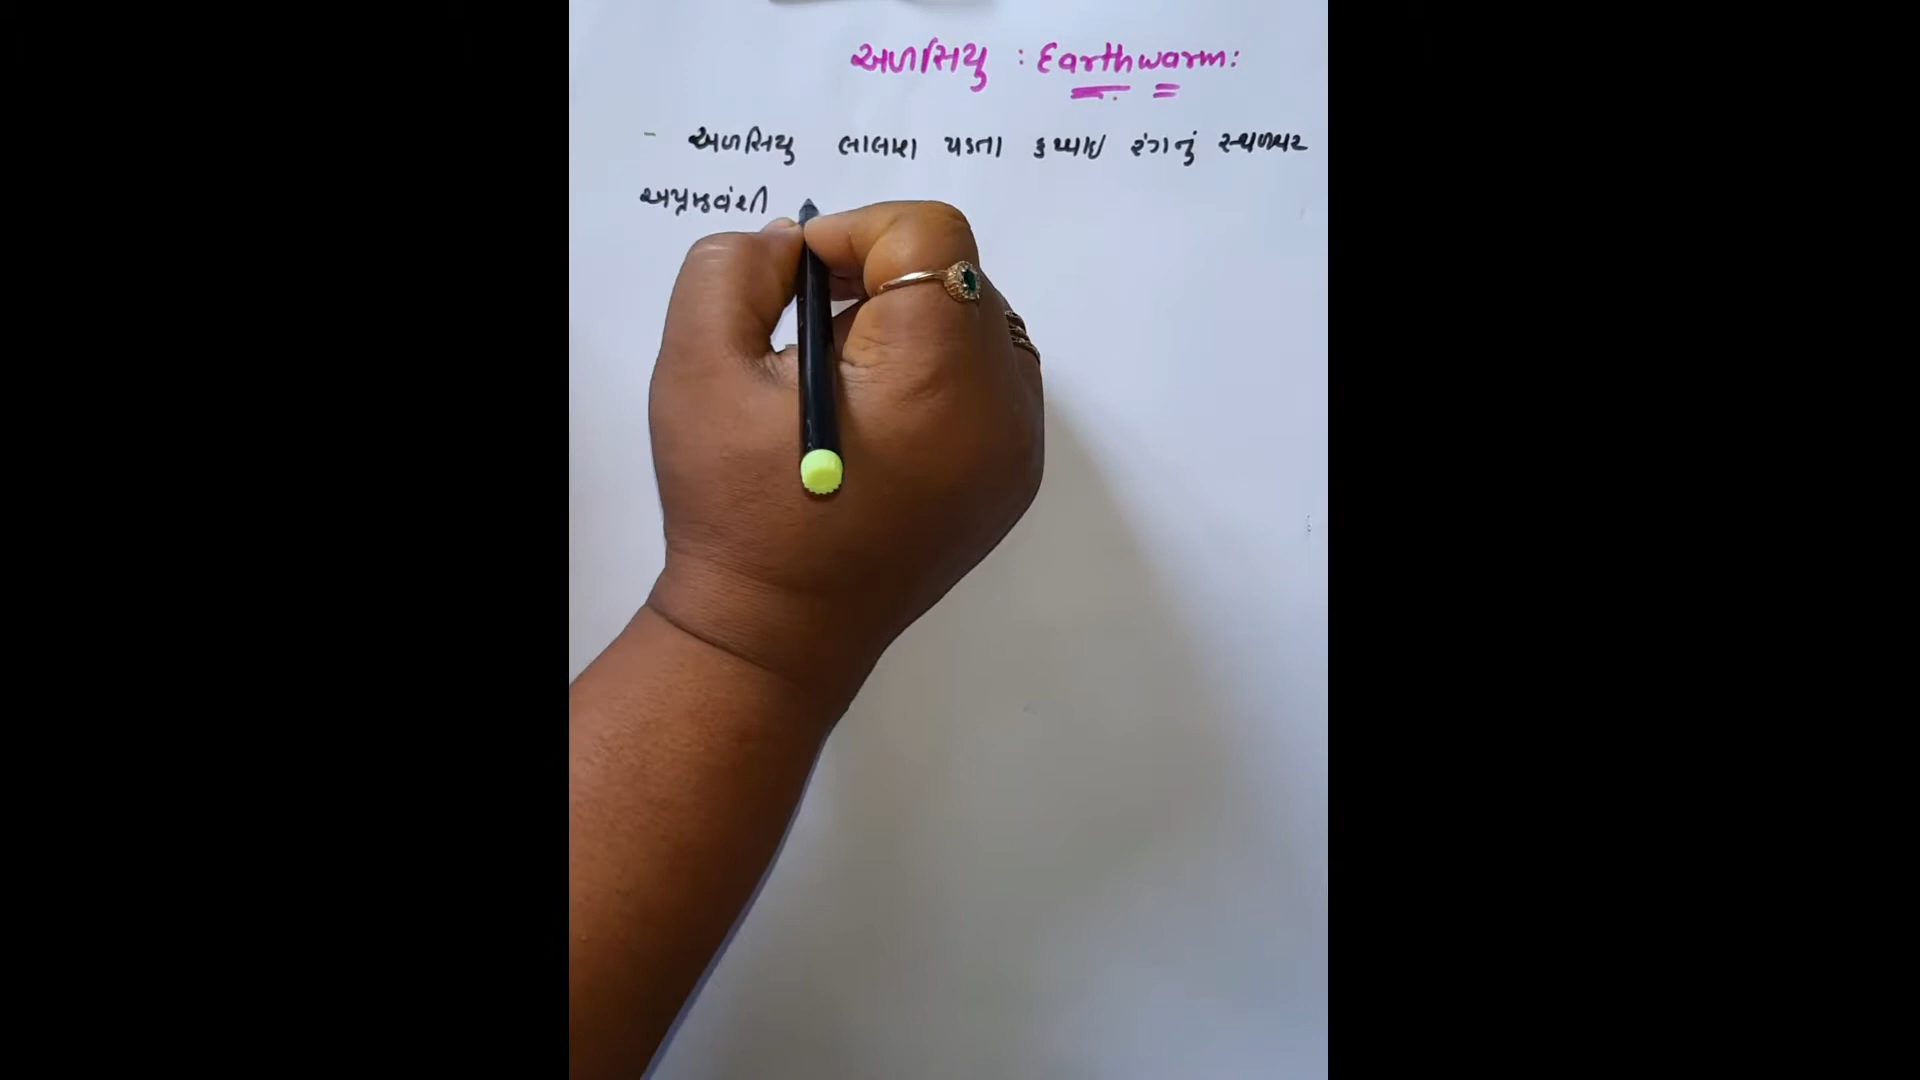 અળસિયુ : Earthwarm:
- અળસિયુ લાલાશ પડતા કથ્થાઇ રંગનું સ્થળચર
અપૃષ્ઠવંશી